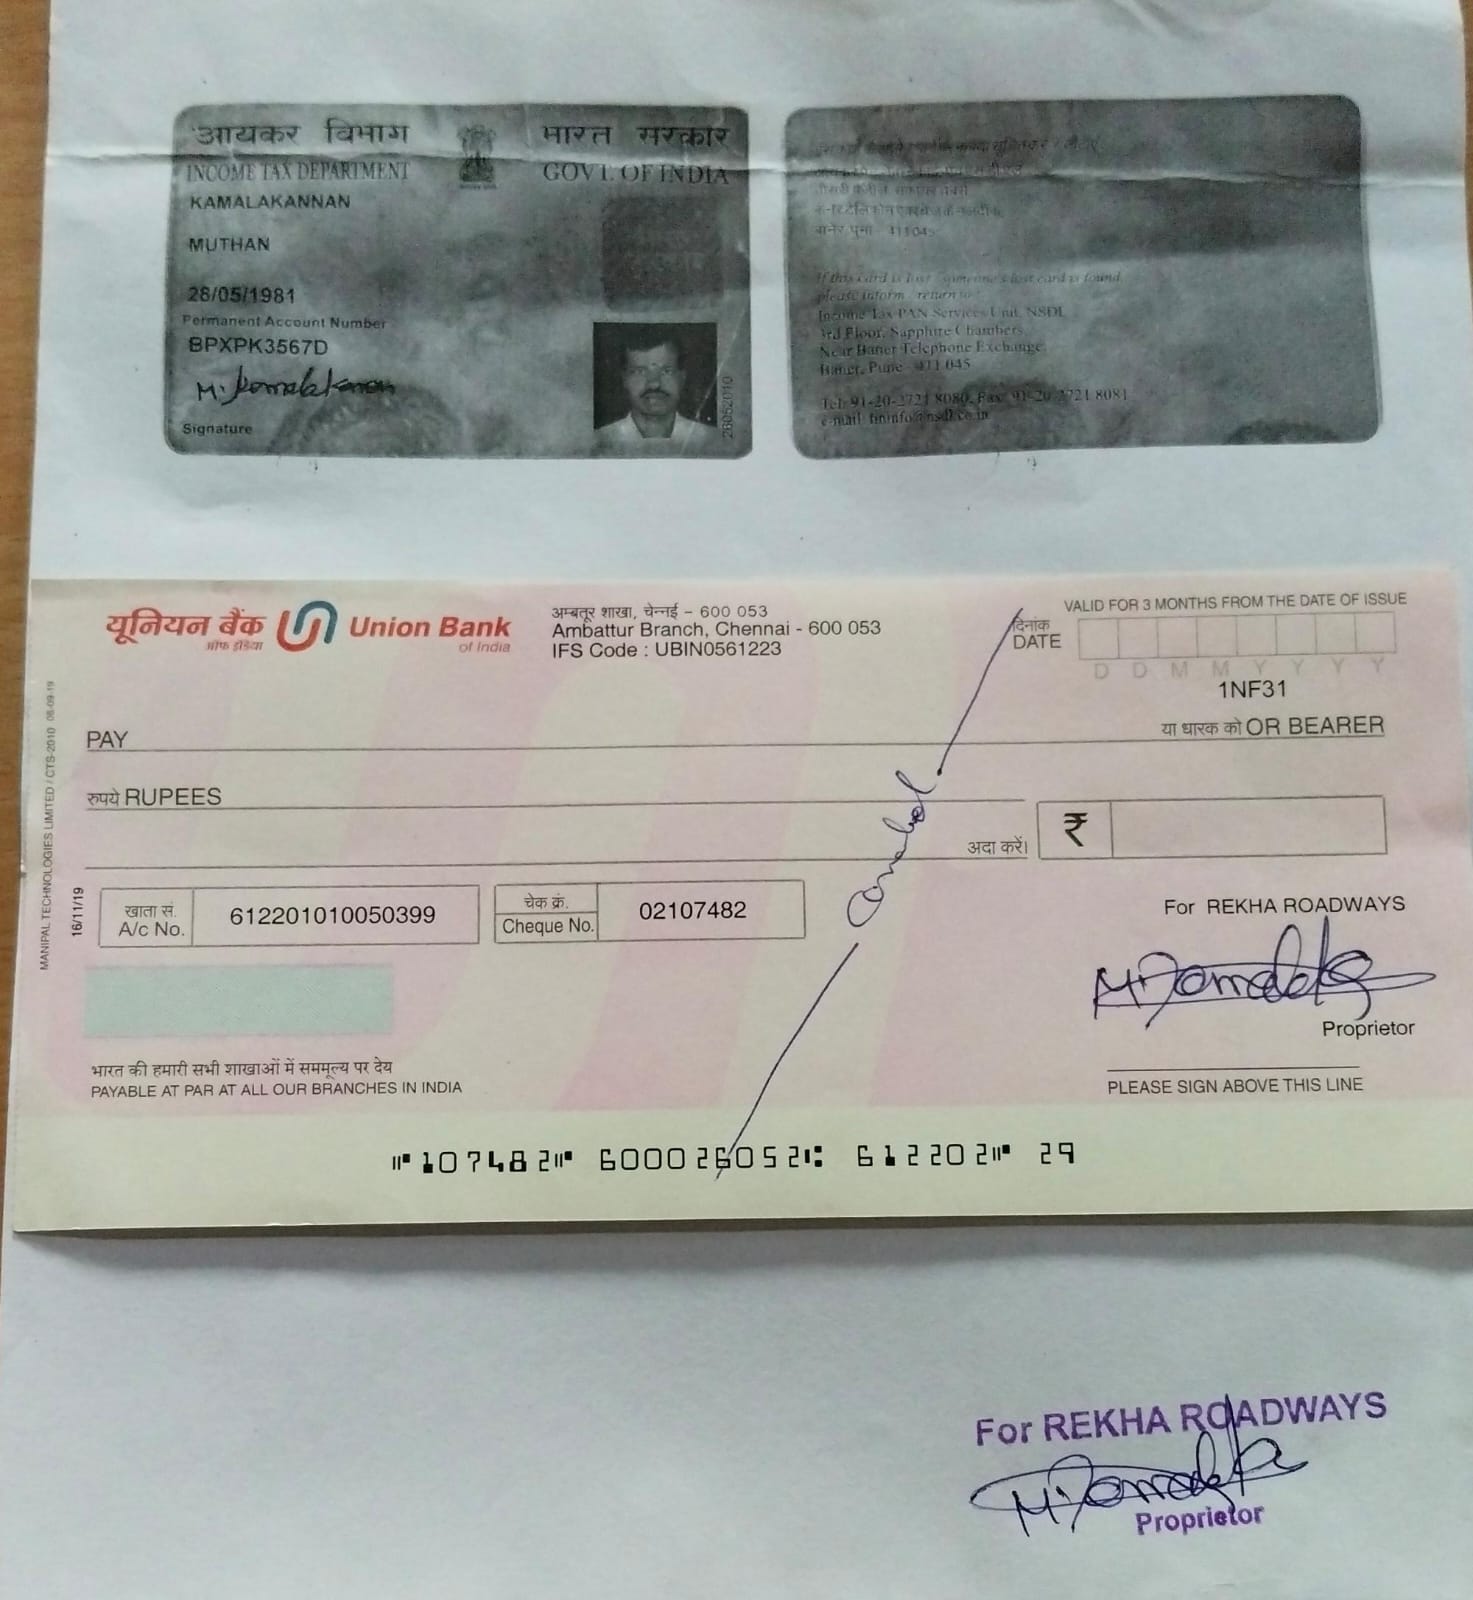 आयकर विभाग भारत सरकार
INCOME TAX DEPARTMENT GOVT. OF INDIA
KAMALAKANNAN
MUTHAN
28/05/1981
Permanent Account Number
BPXPK3567D
M. Kamalakannan
Signature
28052010
बानेर पुना - 411045
If this card is lost / someone's lost card is found,
please inform / return to :
Income Tax PAN Services Unit, NSDL
3rd Floor, Sapphire Chambers,
Near Baner Telephone Exchange,
Baner, Pune - 411 045
Tel: 91-20-2721 8080, Fax: 91-20-2721 8081
e-mail: tininfo@nsdl.co.in
यूनियन बैंक Union Bank
ऑफ इंडिया of India
अम्बतूर शाखा, चेन्नई - 600 053
Ambattur Branch, Chennai - 600 053
IFS Code : UBIN0561223
VALID FOR 3 MONTHS FROM THE DATE OF ISSUE
दिनांक
DATE
D D M M Y Y Y Y
1NF31
PAY या धारक को OR BEARER
रुपये RUPEES
अदा करें। ₹
Cancel
MANIPAL TECHNOLOGIES LIMITED / CTS-2010 08-09-19
16/11/19
खाता सं.
A/c No. 612201010050399
चेक क्रं.
Cheque No. 02107482
For REKHA ROADWAYS
Proprietor
भारत की हमारी सभी शाखाओं में सममूल्य पर देय
PAYABLE AT PAR AT ALL OUR BRANCHES IN INDIA
PLEASE SIGN ABOVE THIS LINE
⑈107482⑈ 600026052⑆ 612202⑈ 29
For REKHA ROADWAYS
Proprietor